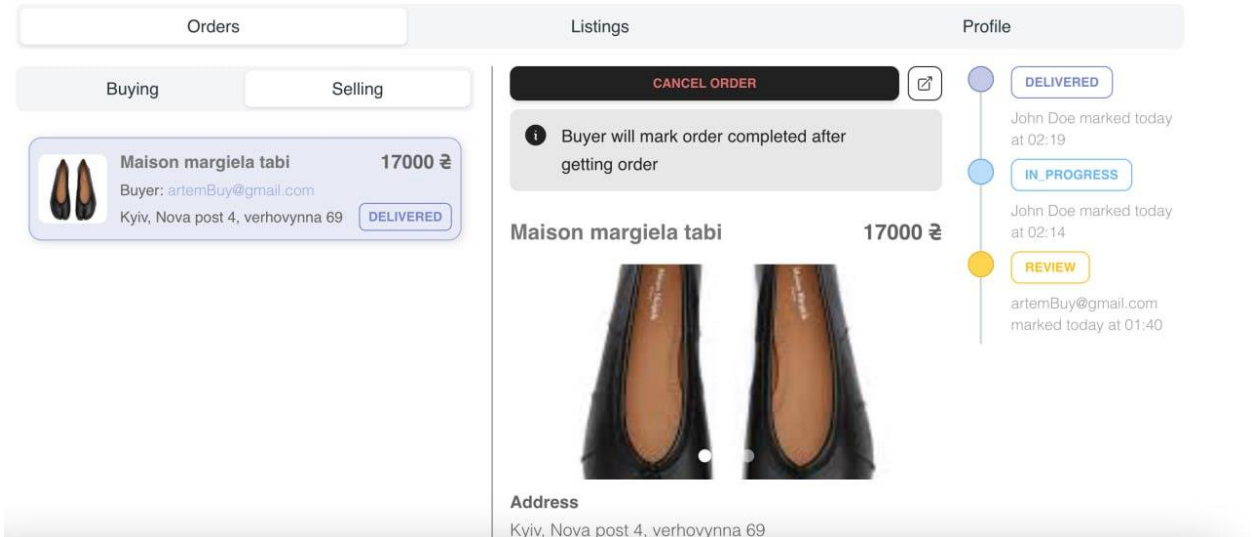 Orders
Listings
Profile
Buying
Selling
Maison margiela tabi
17000 ₴
Buyer: artemBuy@gmail.com
Kyiv, Nova post 4, verhovynna 69
DELIVERED
CANCEL ORDER
Buyer will mark order completed after
getting order
Maison margiela tabi
17000 ₴
Address
Kyiv, Nova post 4, verhovynna 69
DELIVERED
John Doe marked today
at 02:19
IN_PROGRESS
John Doe marked today
at 02:14
REVIEW
artemBuy@gmail.com
marked today at 01:40